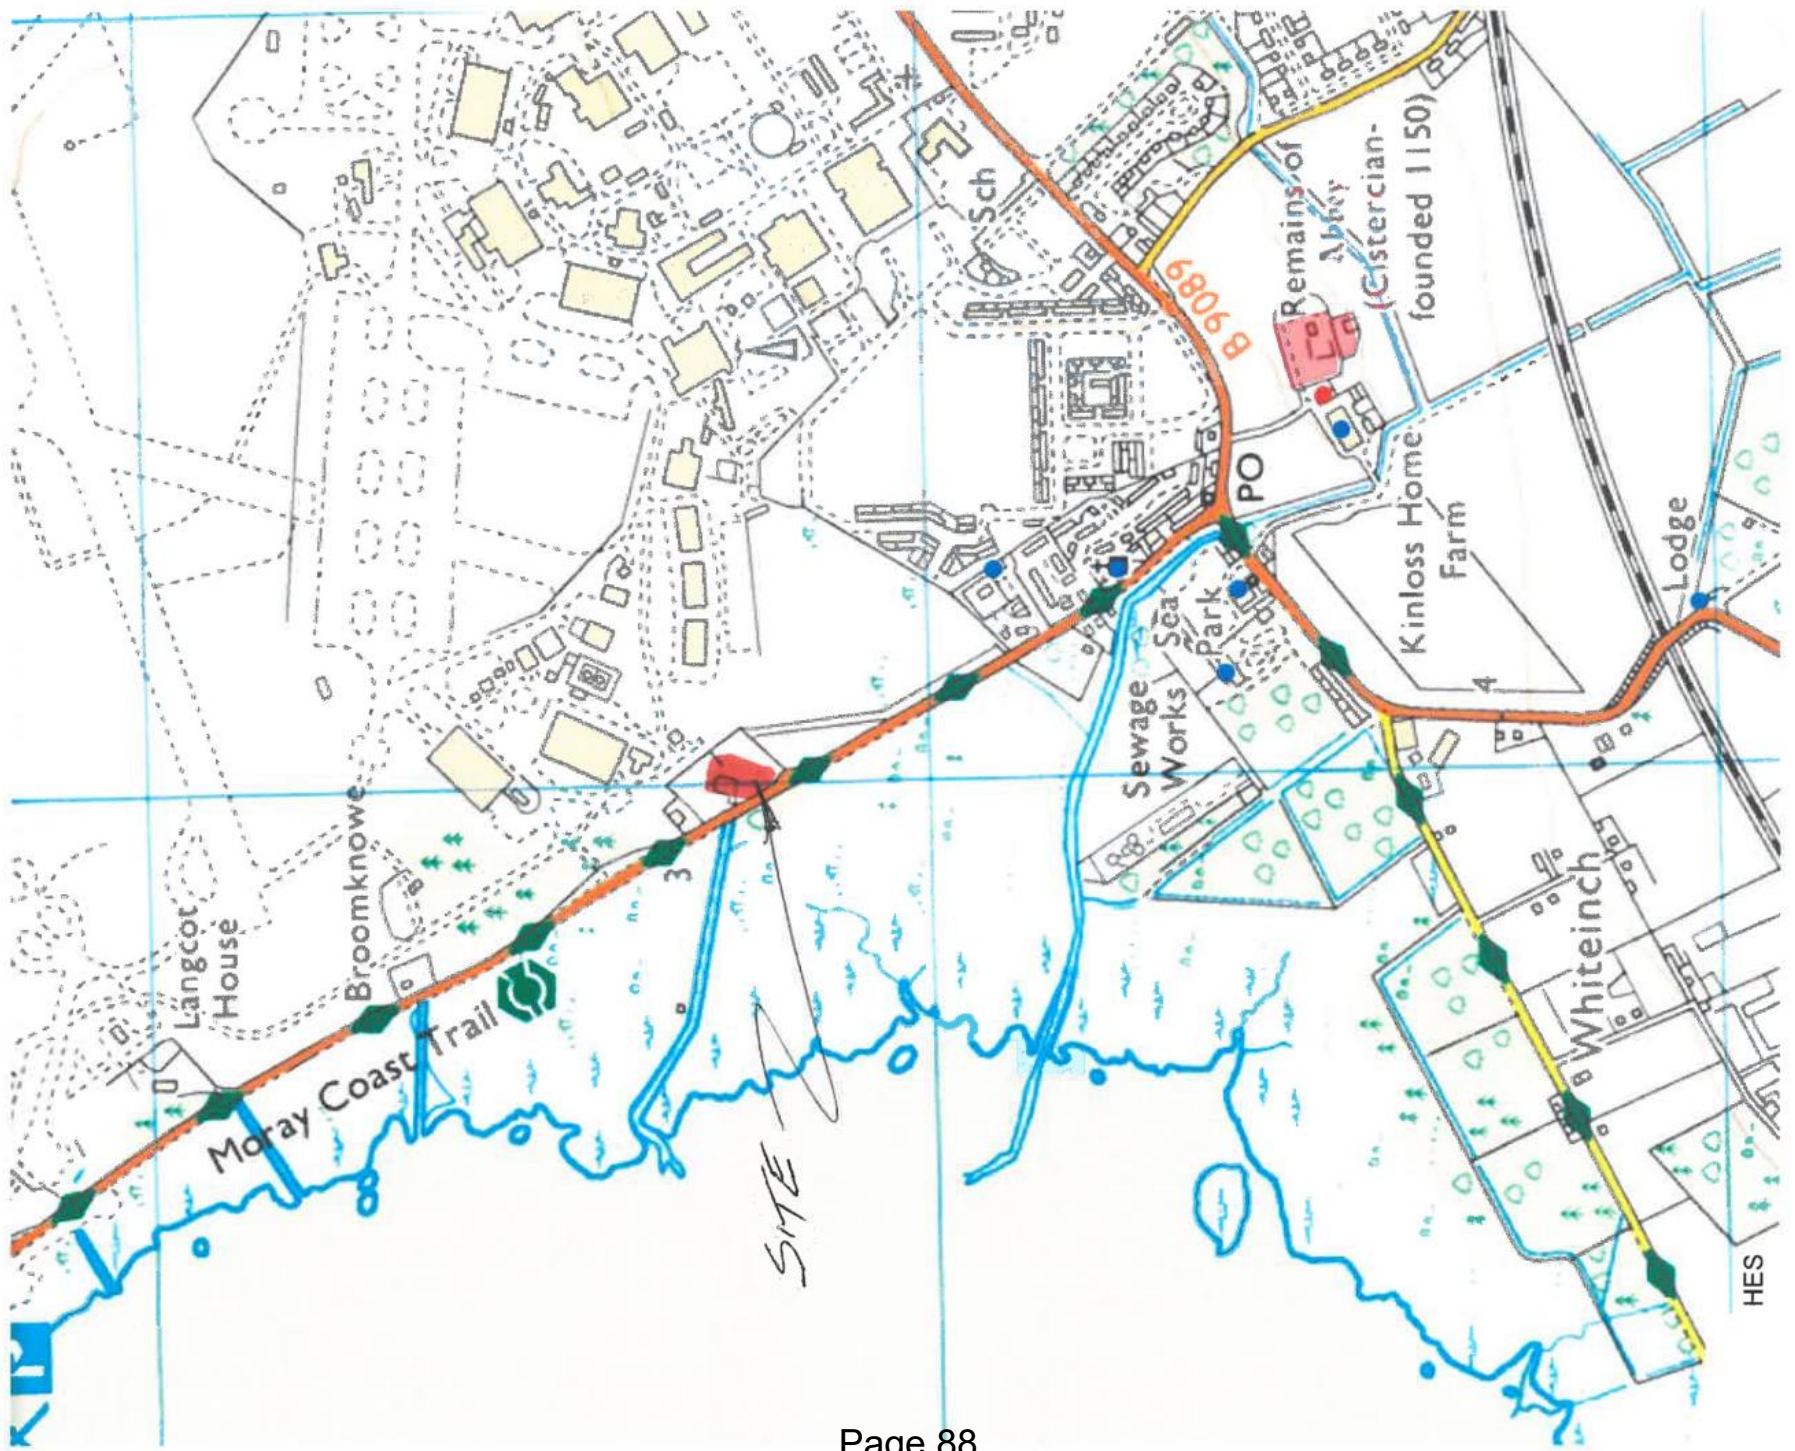 Sch
B 9089
Remains of
Abbey
(Cistercian-
founded 1150)
PO
Kinloss Home
Farm
Lodge
Sea
Park
Sewage
Works
4
3
Broomknowe
Langcot
House
Moray Coast Trail
Whiteinch
SITE
HES
Page 88